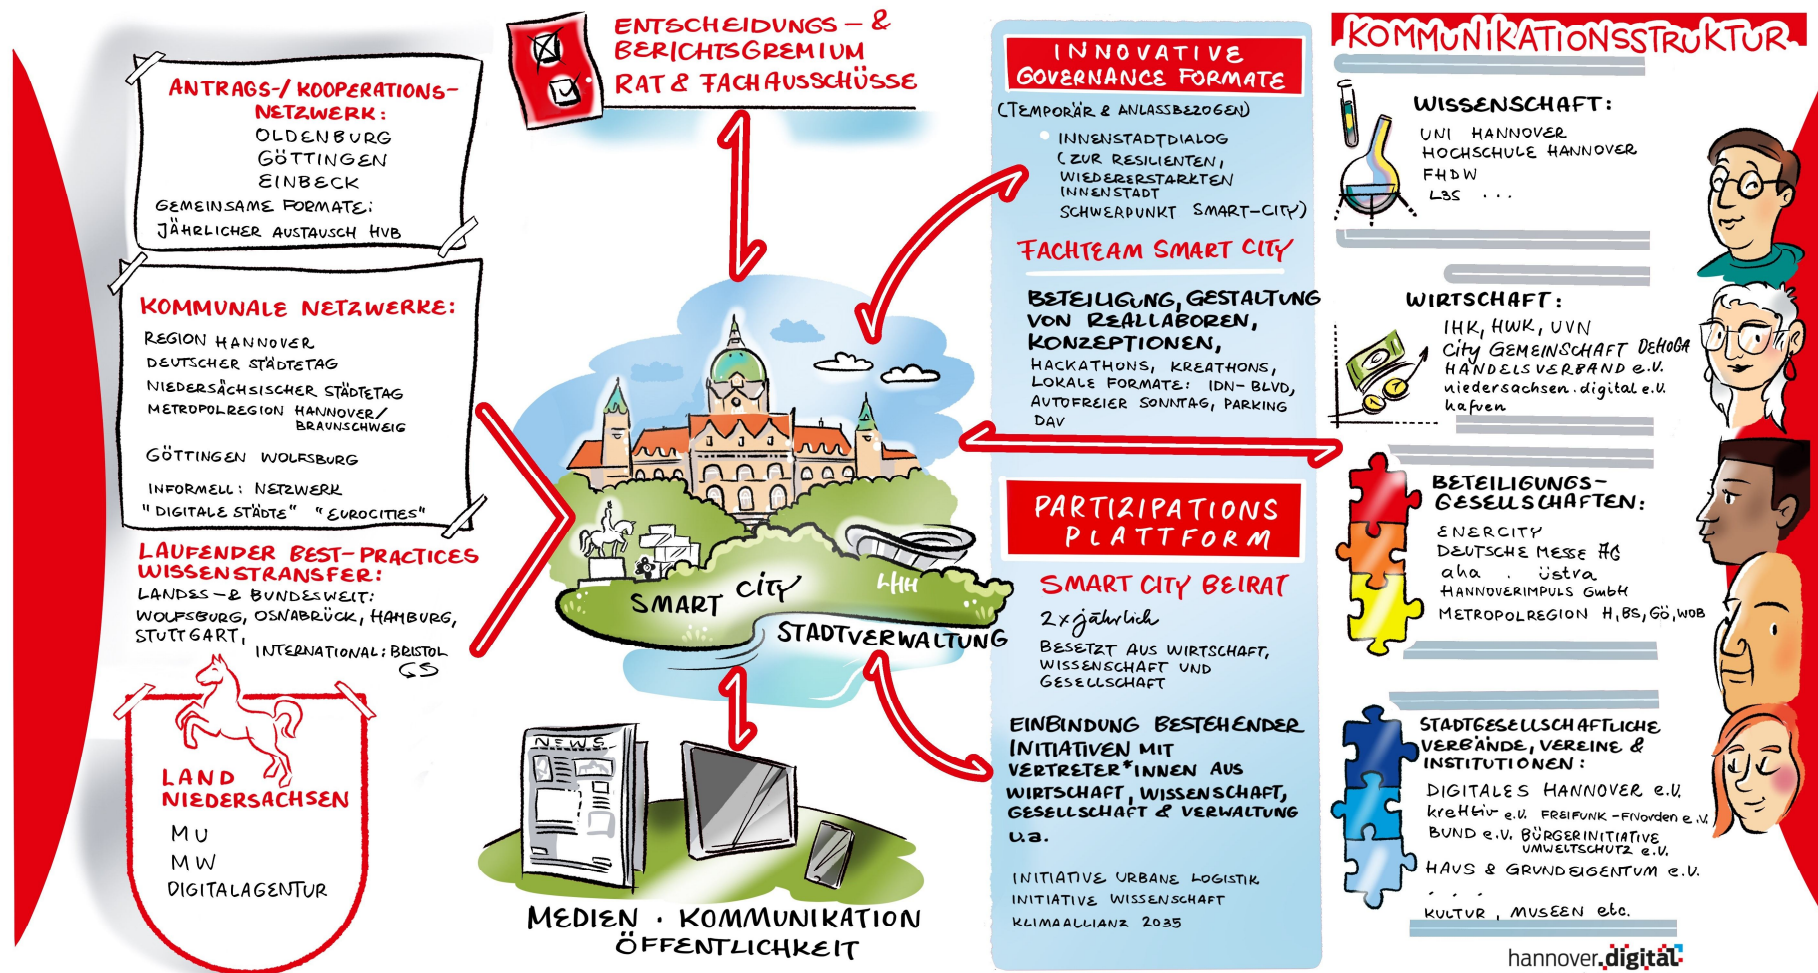 ANTRAGS-/ KOOPERATIONS-
NETZWERK:
OLDENBURG
GÖTTINGEN
EINBECK
GEMEINSAME FORMATE:
JÄHRLICHER AUSTAUSCH HVB
KOMMUNALE NETZWERKE:
REGION HANNOVER
DEUTSCHER STÄDTETAG
NIEDERSÄCHSISCHER STÄDTETAG
METROPOLREGION HANNOVER/
BRAUNSCHWEIG
GÖTTINGEN WOLFSBURG
INFORMELL: NETZWERK
"DIGITALE STÄDTE" "EUROCITIES"
LAUFENDER BEST-PRACTICES
WISSENSTRANSFER:
LANDES- & BUNDESWEIT:
WOLFSBURG, OSNABRÜCK, HAMBURG,
STUTTGART,
INTERNATIONAL: BRISTOL
LAND
NIEDERSACHSEN
MU
MW
DIGITALAGENTUR
ENTSCHEIDUNGS- &
BERICHTSGREMIUM
RAT & FACHAUSSCHÜSSE
SMART CITY
LHH
STADTVERWALTUNG
NEWS
MEDIEN · KOMMUNIKATION
ÖFFENTLICHKEIT
INNOVATIVE
GOVERNANCE FORMATE
(TEMPORÄR & ANLASSBEZOGEN)
• INNENSTADTDIALOG
(ZUR RESILIENTEN,
WIEDERERSTARKTEN
INNENSTADT
SCHWERPUNKT SMART-CITY)
FACHTEAM SMART CITY
BETEILIGUNG, GESTALTUNG
VON REALLABOREN,
KONZEPTIONEN,
HACKATHONS, KREATHONS,
LOKALE FORMATE: IDN-BLVD,
AUTOFREIER SONNTAG, PARKING
DAY
PARTIZIPATIONS
PLATTFORM
SMART CITY BEIRAT
2x jährlich
BESETZT AUS WIRTSCHAFT,
WISSENSCHAFT UND
GESELLSCHAFT
EINBINDUNG BESTEHENDER
INITIATIVEN MIT
VERTRETER*INNEN AUS
WIRTSCHAFT, WISSENSCHAFT,
GESELLSCHAFT & VERWALTUNG
u.a.
INITIATIVE URBANE LOGISTIK
INITIATIVE WISSENSCHAFT
KLIMAALLIANZ 2035
KOMMUNIKATIONSSTRUKTUR
WISSENSCHAFT:
UNI HANNOVER
HOCHSCHULE HANNOVER
FHDW
L3S ...
WIRTSCHAFT:
IHK, HWK, UVN
City GEMEINSCHAFT DEHOGA
HANDELSVERBAND e.V.
niedersachsen.digital e.V.
hafven
BETEILIGUNGS-
GESELLSCHAFTEN:
ENERCITY
DEUTSCHE MESSE AG
aha . üstra
HANNOVERIMPULS GmbH
METROPOLREGION H, BS, GÖ, WOB
STADTGESELLSCHAFTLICHE
VERBÄNDE, VEREINE &
INSTITUTIONEN:
DIGITALES HANNOVER e.V.
kreHtiv e.V. FREIFUNK-FNorden e.V.
BUND e.V. BÜRGERINITIATIVE
UMWELTSCHUTZ e.V.
HAUS & GRUNDEIGENTUM e.V.
. . .
KULTUR, MUSEEN etc.
hannover.digital